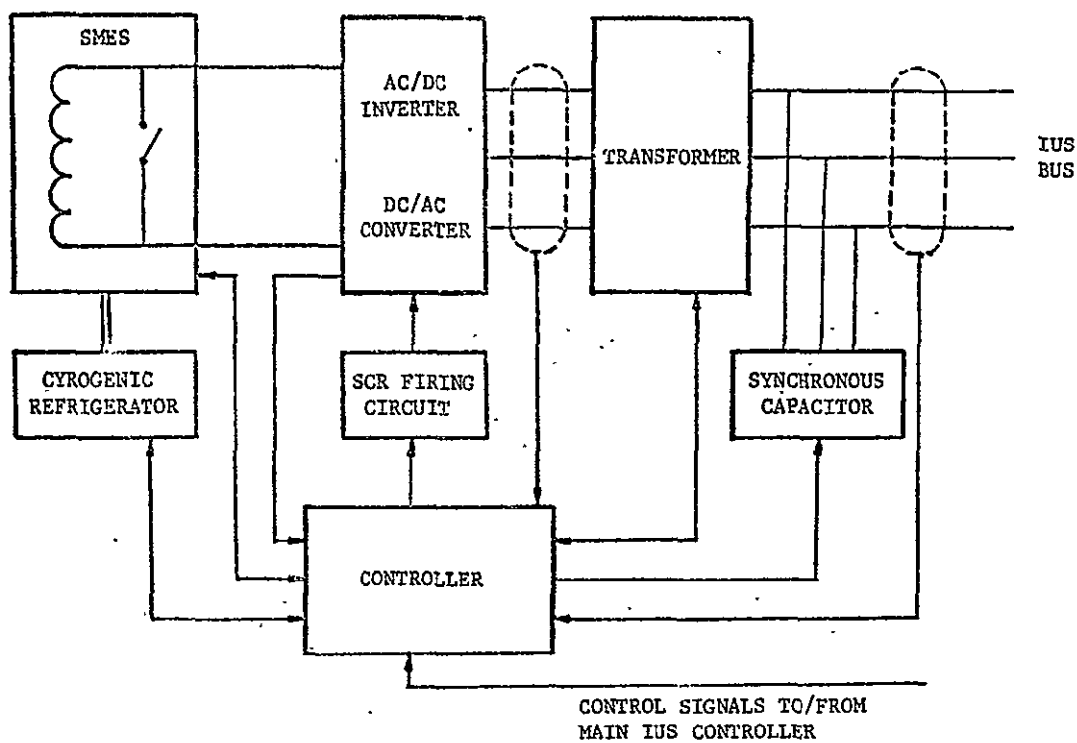 SMES
AC/DC
INVERTER
DC/AC
CONVERTER
TRANSFORMER
IUS
BUS
CYROGENIC
REFRIGERATOR
SCR FIRING
CIRCUIT
SYNCHRONOUS
CAPACITOR
CONTROLLER
CONTROL SIGNALS TO/FROM
MAIN IUS CONTROLLER